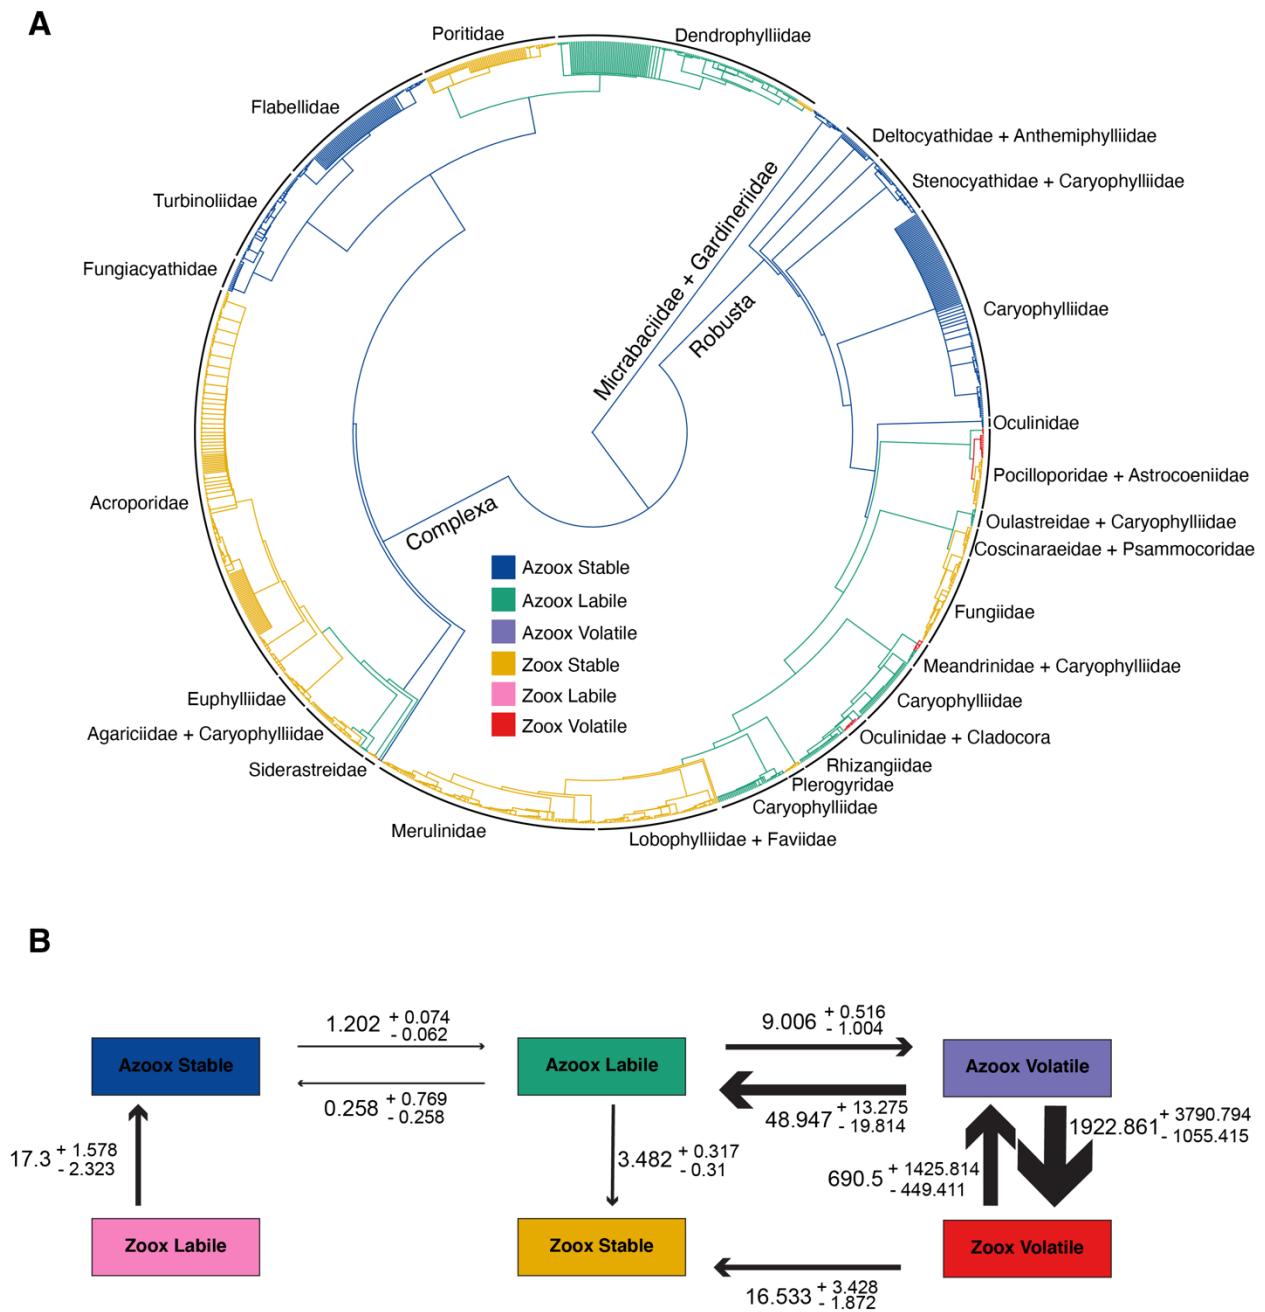 A
Poritidae
Dendrophylliidae
Flabellidae
Deltocyathidae + Anthemiphylliidae
Stenocyathidae + Caryophylliidae
Turbinoliidae
Fungiacyathidae
Micrabaciidae + Gardineriidae
Robusta
Caryophylliidae
Oculinidae
Pocilloporidae + Astrocoeniidae
Acroporidae
Complexa
Oulastreidae + Caryophylliidae
Coscinaraeidae + Psammocoridae
Azoox Stable
Azoox Labile
Azoox Volatile
Zoox Stable
Zoox Labile
Zoox Volatile
Fungiidae
Meandrinidae + Caryophylliidae
Caryophylliidae
Euphylliidae
Agariciidae + Caryophylliidae
Oculinidae + Cladocora
Siderastreidae
Rhizangiidae
Plerogyridae
Caryophylliidae
Merulinidae
Lobophylliidae + Faviidae
B
1.202 + 0.074 - 0.062
9.006 + 0.516 - 1.004
Azoox Stable
Azoox Labile
Azoox Volatile
0.258 + 0.769 - 0.258
48.947 + 13.275 - 19.814
1922.861 + 3790.794 - 1055.415
17.3 + 1.578 - 2.323
3.482 + 0.317 - 0.31
690.5 + 1425.814 - 449.411
Zoox Labile
Zoox Stable
Zoox Volatile
16.533 + 3.428 - 1.872